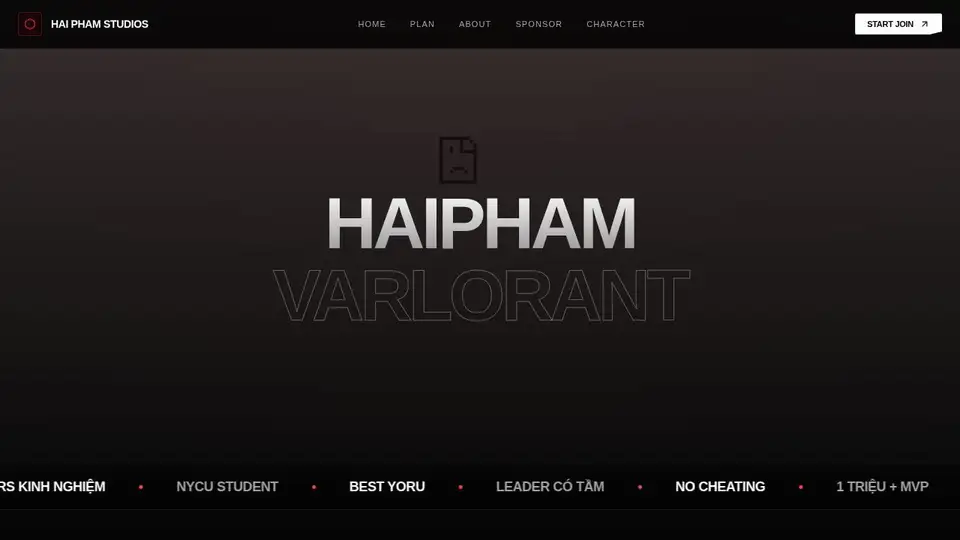 HAI PHAM STUDIOS
HOME PLAN ABOUT SPONSOR CHARACTER
START JOIN
HAIPHAM
VARLORANT
RS KINH NGHIỆM • NYCU STUDENT • BEST YORU • LEADER CÓ TẦM • NO CHEATING • 1 TRIỆU + MVP